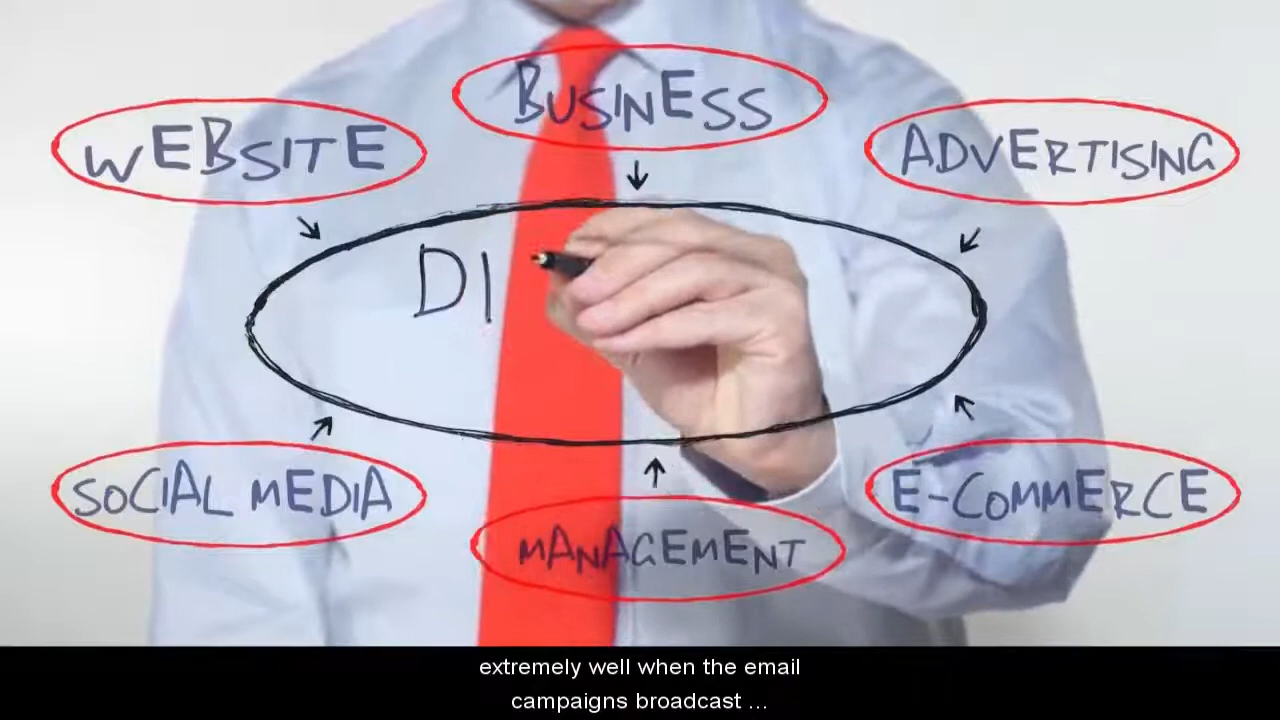 BUSINESS
WEBSITE
ADVERTISING
DI
SOCIAL MEDIA
E-COMMERCE
MANAGEMENT
extremely well when the email
campaigns broadcast ...